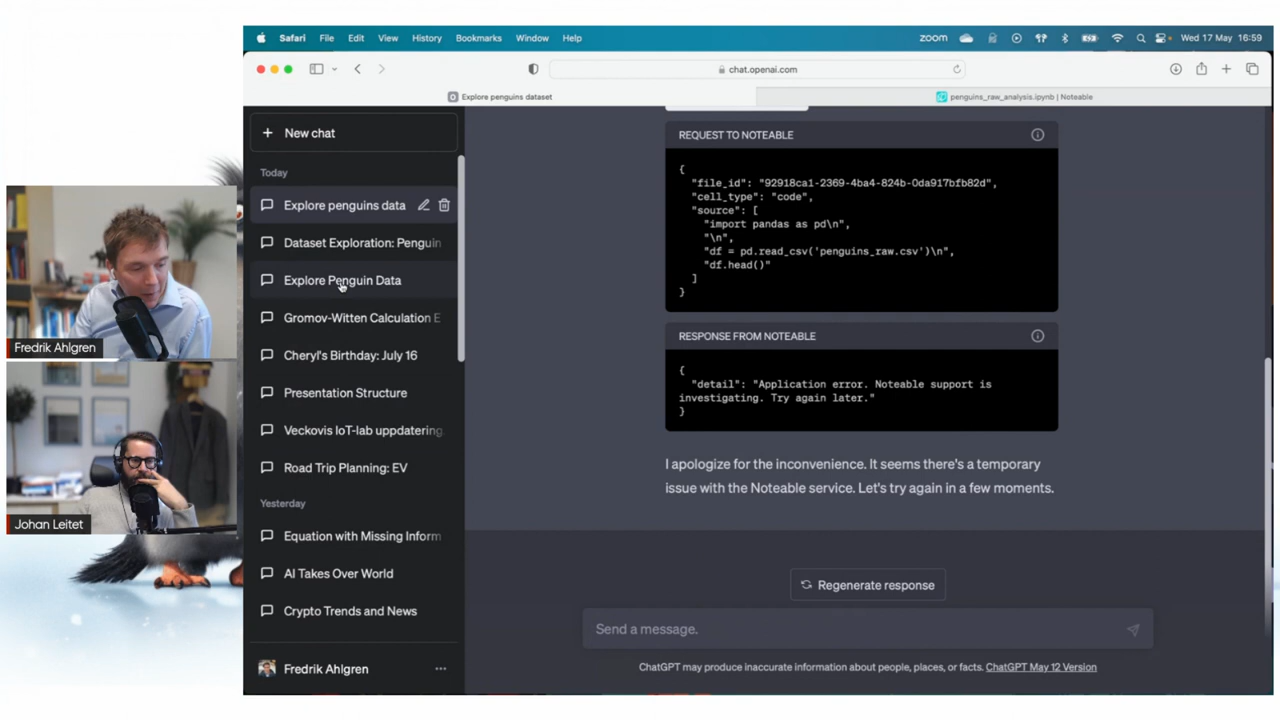 Safari File Edit View History Bookmarks Window Help
zoom
Wed 17 May 16:59
chat.openai.com
Explore penguins dataset
penguins_raw_analysis.ipynb | Noteable
New chat
Today
Explore penguins data
Dataset Exploration: Penguin
Explore Penguin Data
Gromov-Witten Calculation E
Cheryl's Birthday: July 16
Presentation Structure
Veckovis IoT-lab uppdatering.
Road Trip Planning: EV
Yesterday
Equation with Missing Inform
AI Takes Over World
Crypto Trends and News
Fredrik Ahlgren
REQUEST TO NOTEABLE
{
"file_id": "92918ca1-2369-4ba4-824b-0da917bfb82d",
"cell_type": "code",
"source": [
"import pandas as pd\n",
"\n",
"df = pd.read_csv('penguins_raw.csv')\n",
"df.head()"
]
}
RESPONSE FROM NOTEABLE
{
"detail": "Application error. Noteable support is
investigating. Try again later."
}
I apologize for the inconvenience. It seems there's a temporary
issue with the Noteable service. Let's try again in a few moments.
Regenerate response
Send a message.
ChatGPT may produce inaccurate information about people, places, or facts. ChatGPT May 12 Version
Fredrik Ahlgren
Johan Leitet